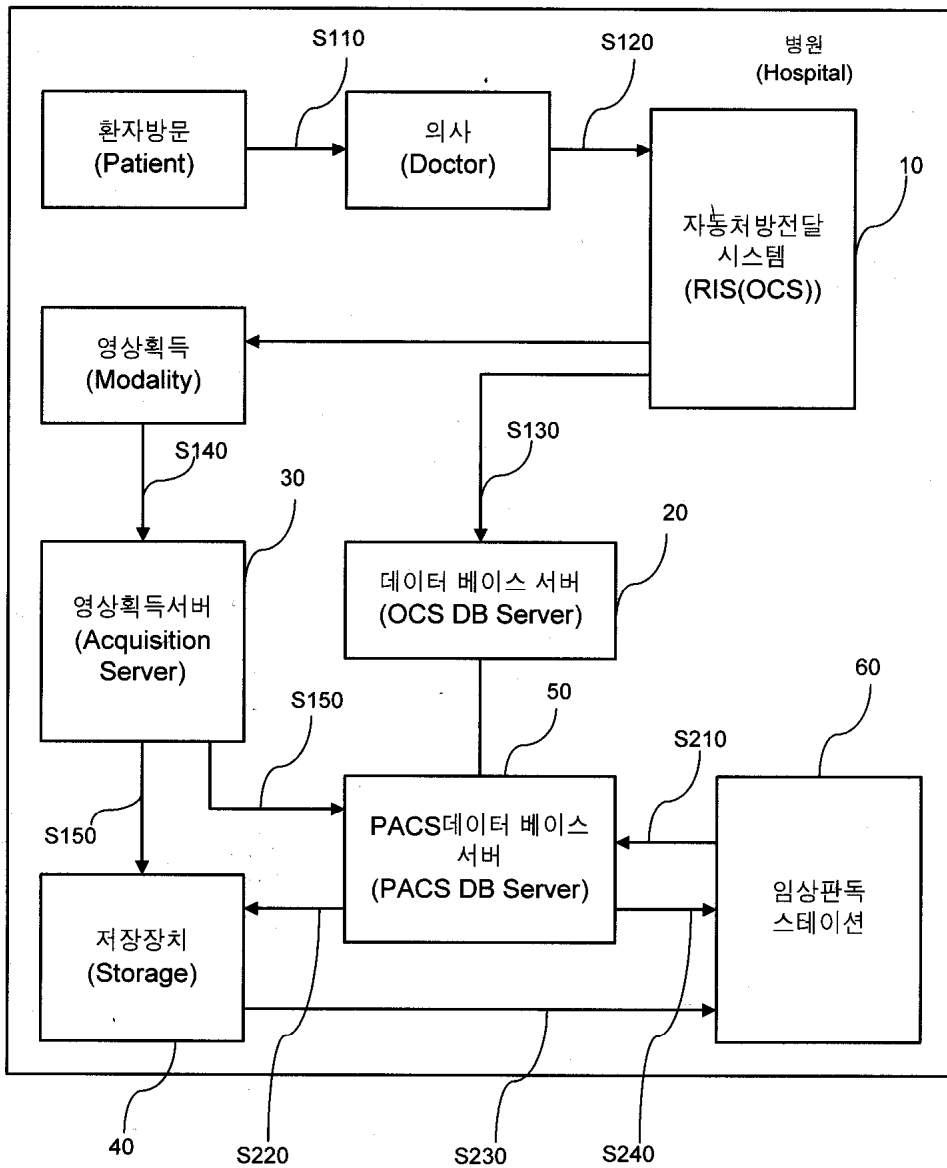 S110
S120
병원
(Hospital)
환자방문
(Patient)
의사
(Doctor)
10
자동처방전달
시스템
(RIS(OCS))
영상획득
(Modality)
S140
S130
30
20
영상획득서버
(Acquisition
Server)
데이터 베이스 서버
(OCS DB Server)
S150
50
60
S210
S150
PACS데이터 베이스
서버
(PACS DB Server)
임상판독
스테이션
저장장치
(Storage)
40
S220
S230
S240